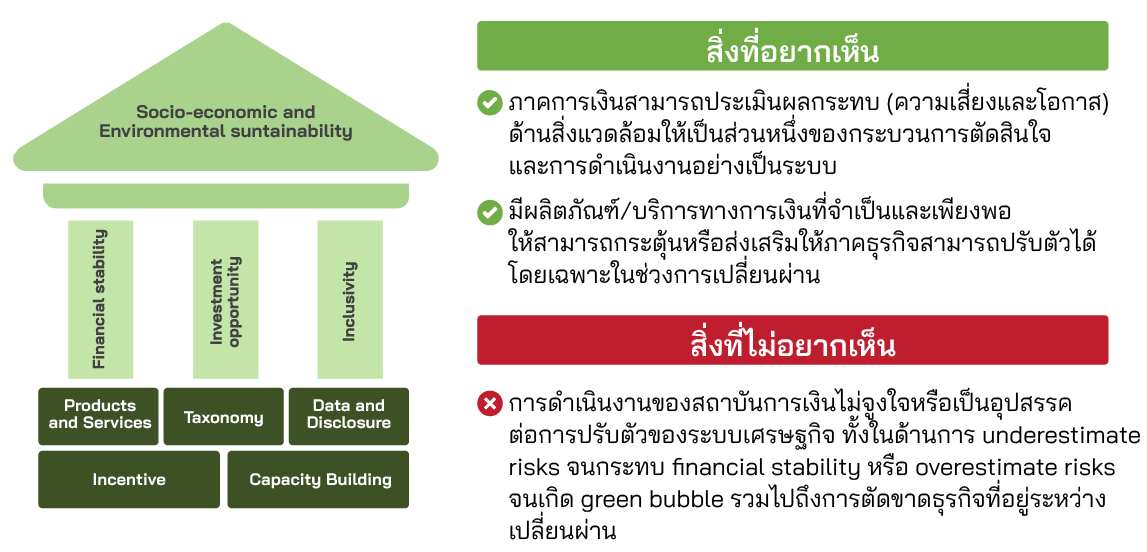 Socio-economic and
Environmental suntainability
Financial stability
Investment
opportunity
Inclusivity
Products
and Services
Taxonomy
Data and
Disclosure
Incentive
Capacity Building
สิ่งที่อยากเห็น
ภาคการเงินสามารถประเมินผลกระทบ (ความเสี่ยงและโอกาส)
ด้านสิ่งแวดล้อมให้เป็นส่วนหนึ่งของกระบวนการตัดสินใจ
และการดำเนินงานอย่างเป็นระบบ
มีผลิตภัณฑ์/บริการทางการเงินที่จำเป็นและเพียงพอ
ให้สามารถกระตุ้นหรือส่งเสริมให้ภาคธุรกิจสามารถปรับตัวได้
โดยเฉพาะในช่วงการเปลี่ยนผ่าน
สิ่งที่ไม่อยากเห็น
การดำเนินงานของสถาบันการเงินไม่จูงใจหรือเป็นอุปสรรค
ต่อการปรับตัวของระบบเศรษฐกิจ ทั้งในด้านการ underestimate
risks จนกระทบ financial stability หรือ overestimate risks
จนเกิด green bubble รวมไปถึงการตัดขาดธุรกิจที่อยู่ระหว่าง
เปลี่ยนผ่าน